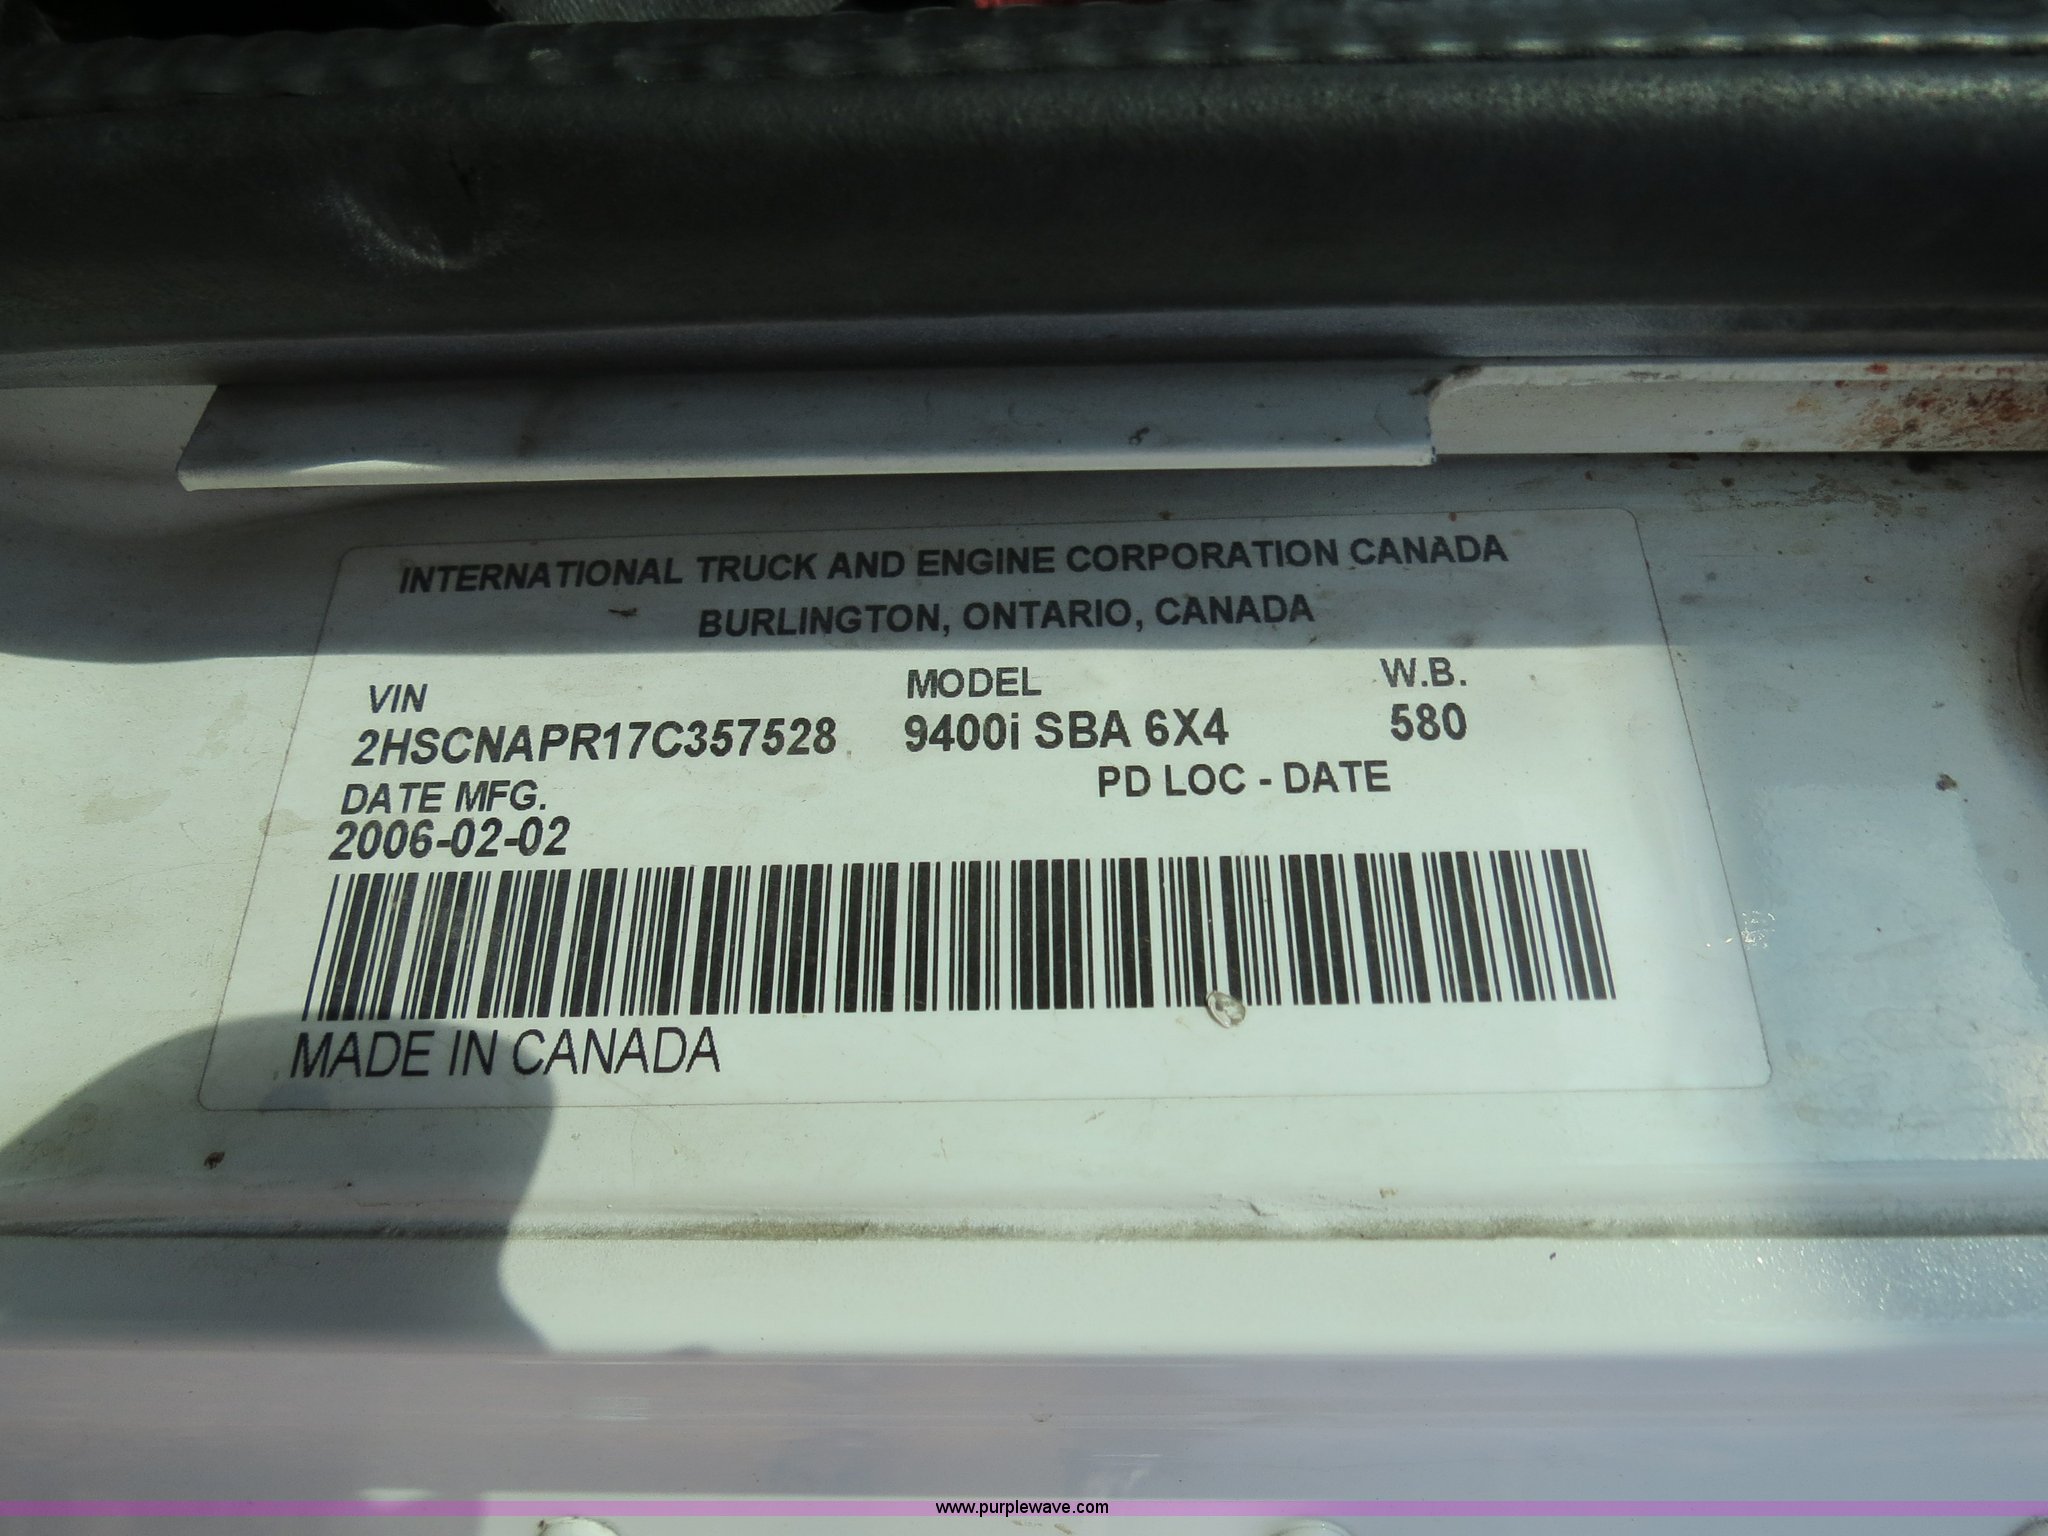 INTERNATIONAL TRUCK AND ENGINE CORPORATION CANADA
BURLINGTON, ONTARIO, CANADA
VIN MODEL W.B.
2HSCNAPR17C357528 9400i SBA 6X4 580
DATE MFG. PD LOC - DATE
2006-02-02
MADE IN CANADA
www.purplewave.com